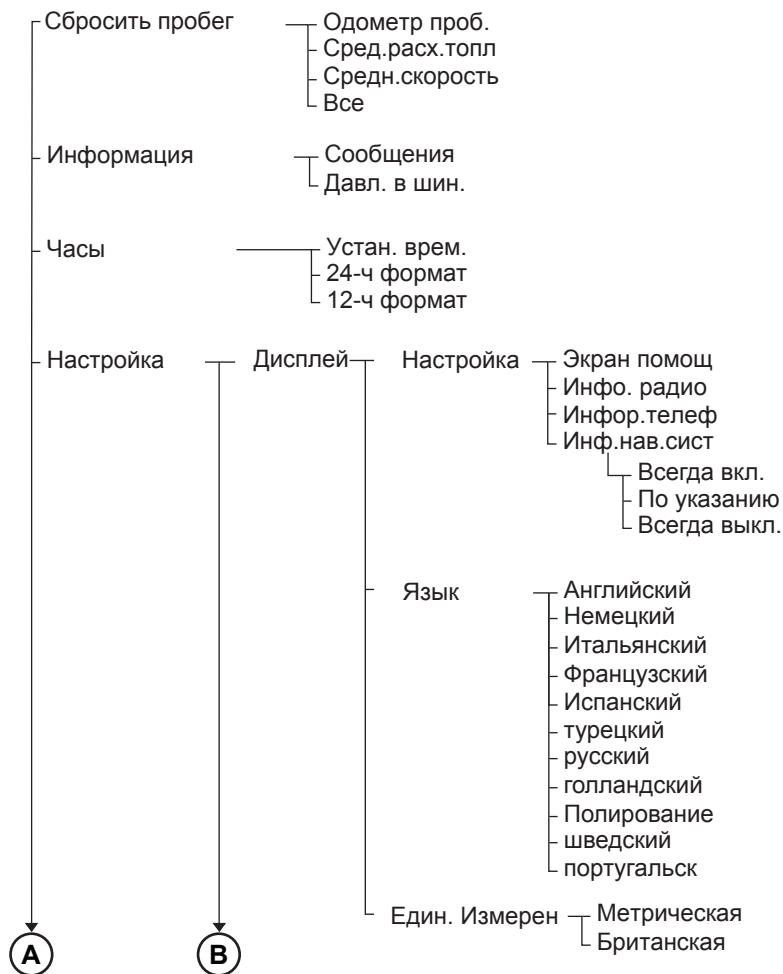 Сбросить пробег
Одометр проб.
Сред.расх.топл
Средн.скорость
Все
Информация
Сообщения
Давл. в шин.
Часы
Устан. врем.
24-ч формат
12-ч формат
Настройка
Дисплей
Настройка
Экран помощ
Инфо. радио
Инфор.телеф
Инф.нав.сист
Всегда вкл.
По указанию
Всегда выкл.
Язык
Английский
Немецкий
Итальянский
Французский
Испанский
турецкий
русский
голландский
Полирование
шведский
португальск
Един. Измерен
Метрическая
Британская
A
B